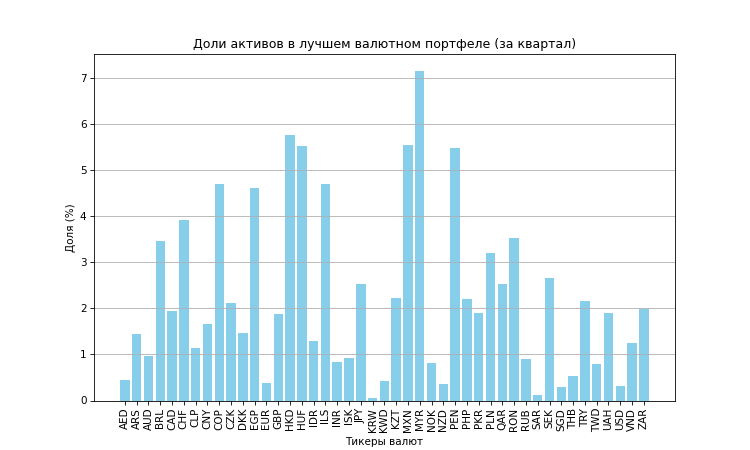 Доли активов в лучшем валютном портфеле (за квартал)
Доля (%)
7
6
5
4
3
2
1
0
AED ARS AUD BRL CAD CHF CLP CNY COP CZK DKK EGP EUR GBP HKD HUF IDR ILS INR ISK JPY KRW KWD KZT MXN MYR NOK NZD PEN PHP PKR PLN QAR RON RUB SAR SEK SGD THB TRY TWD UAH USD VND ZAR
Тикеры валют